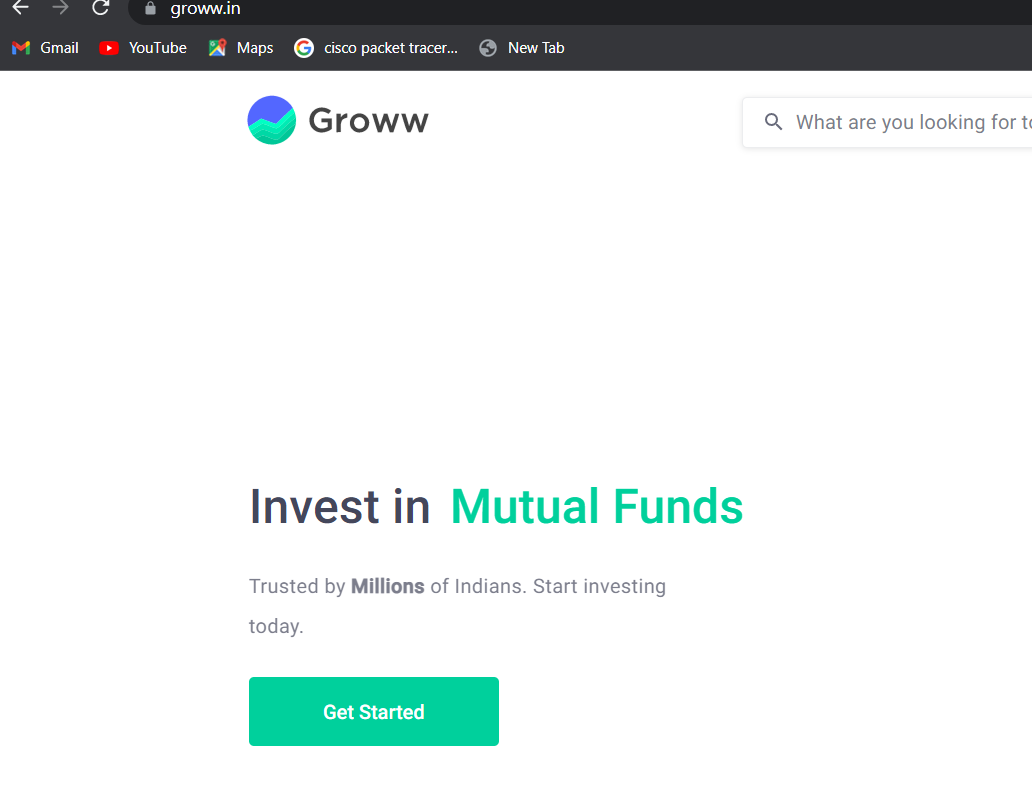 groww.in
Gmail YouTube Maps cisco packet tracer... New Tab
Groww
What are you looking for
Invest in Mutual Funds
Trusted by Millions of Indians. Start investing
today.
Get Started